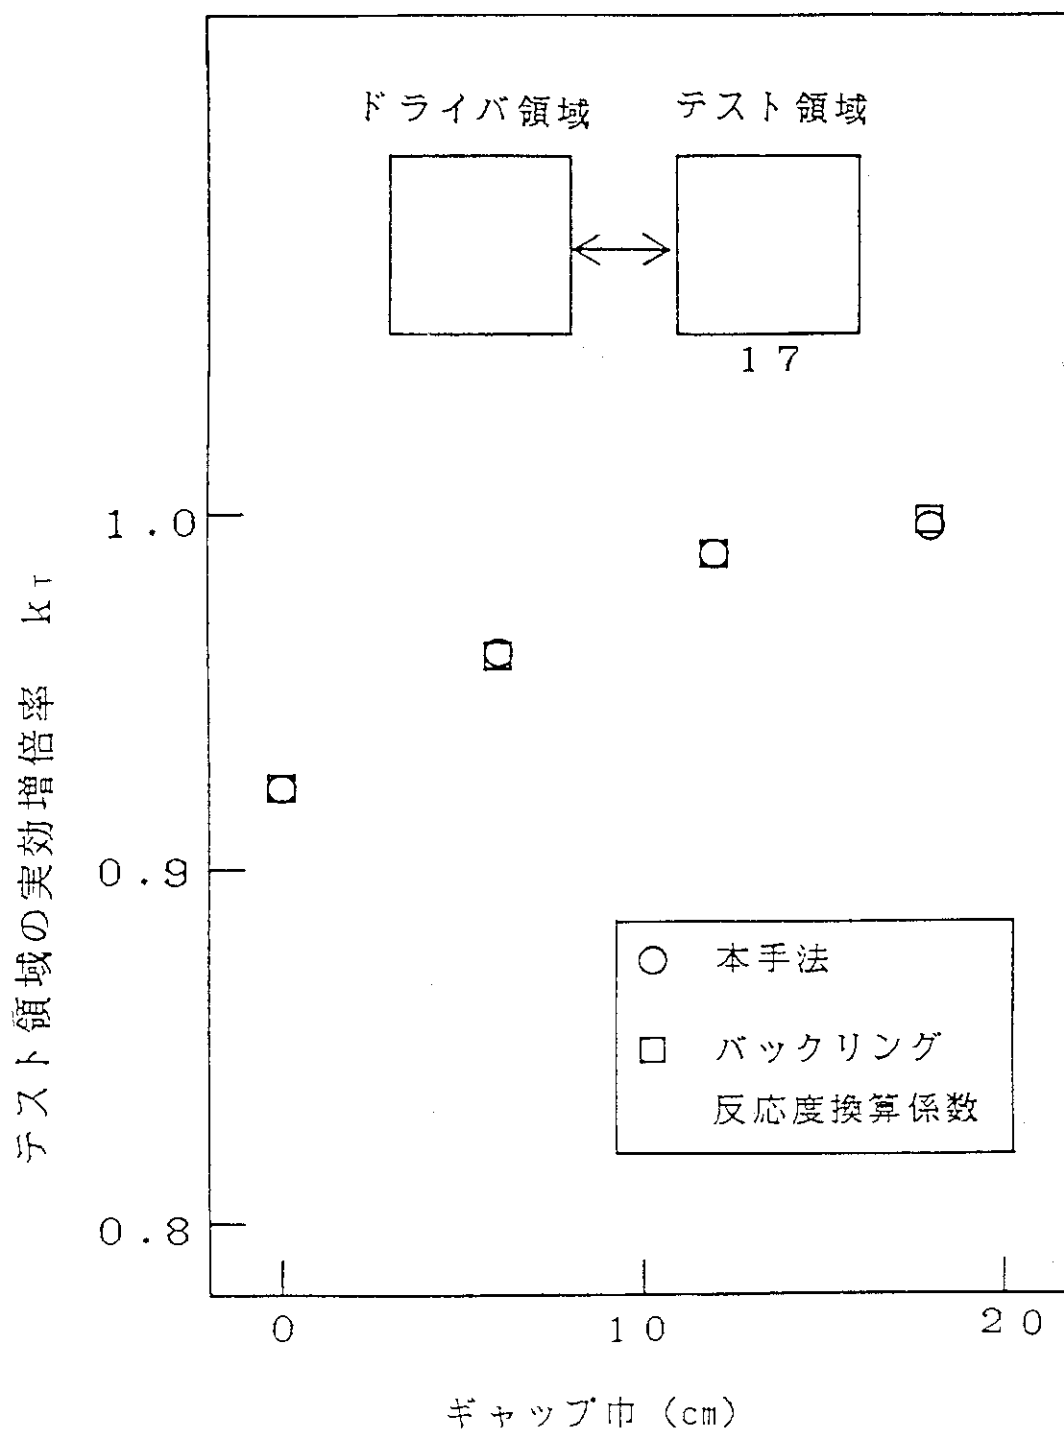 ドライバ領域 テスト領域
17
1.0
0.9
0.8
テスト領域の実効増倍率 kT
○ 本手法
□ バックリング
反応度換算係数
0 10 20
ギャップ巾 (cm)